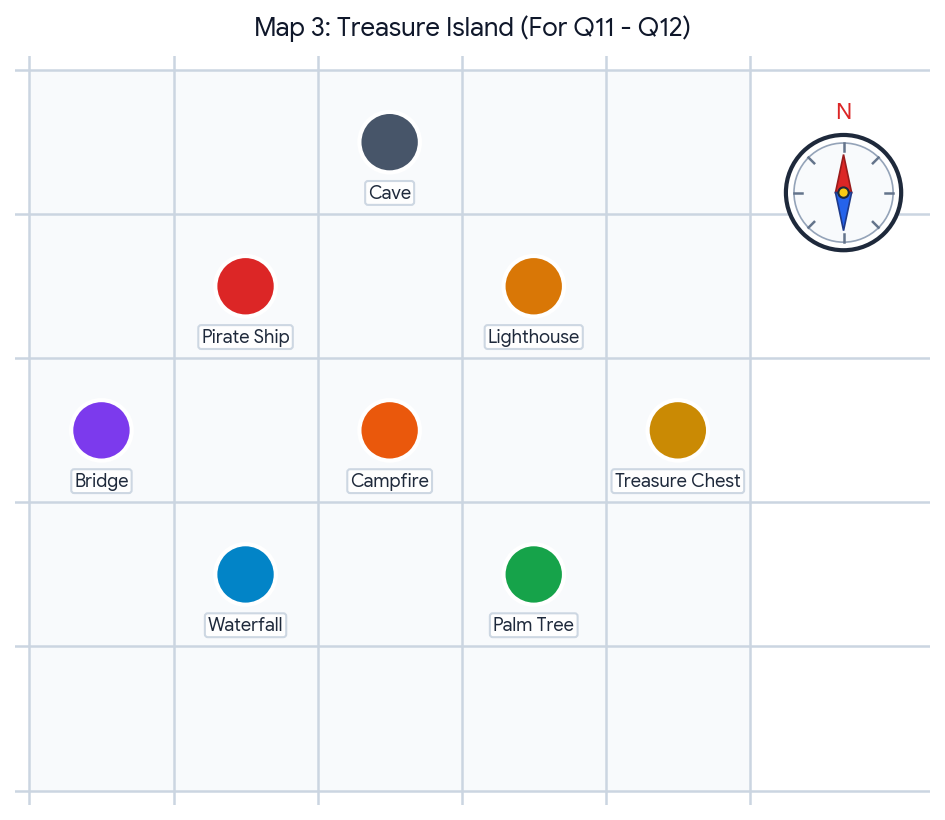 Map 3: Treasure Island (For Q11 - Q12)
N
Cave
Pirate Ship
Lighthouse
Bridge
Campfire
Treasure Chest
Waterfall
Palm Tree